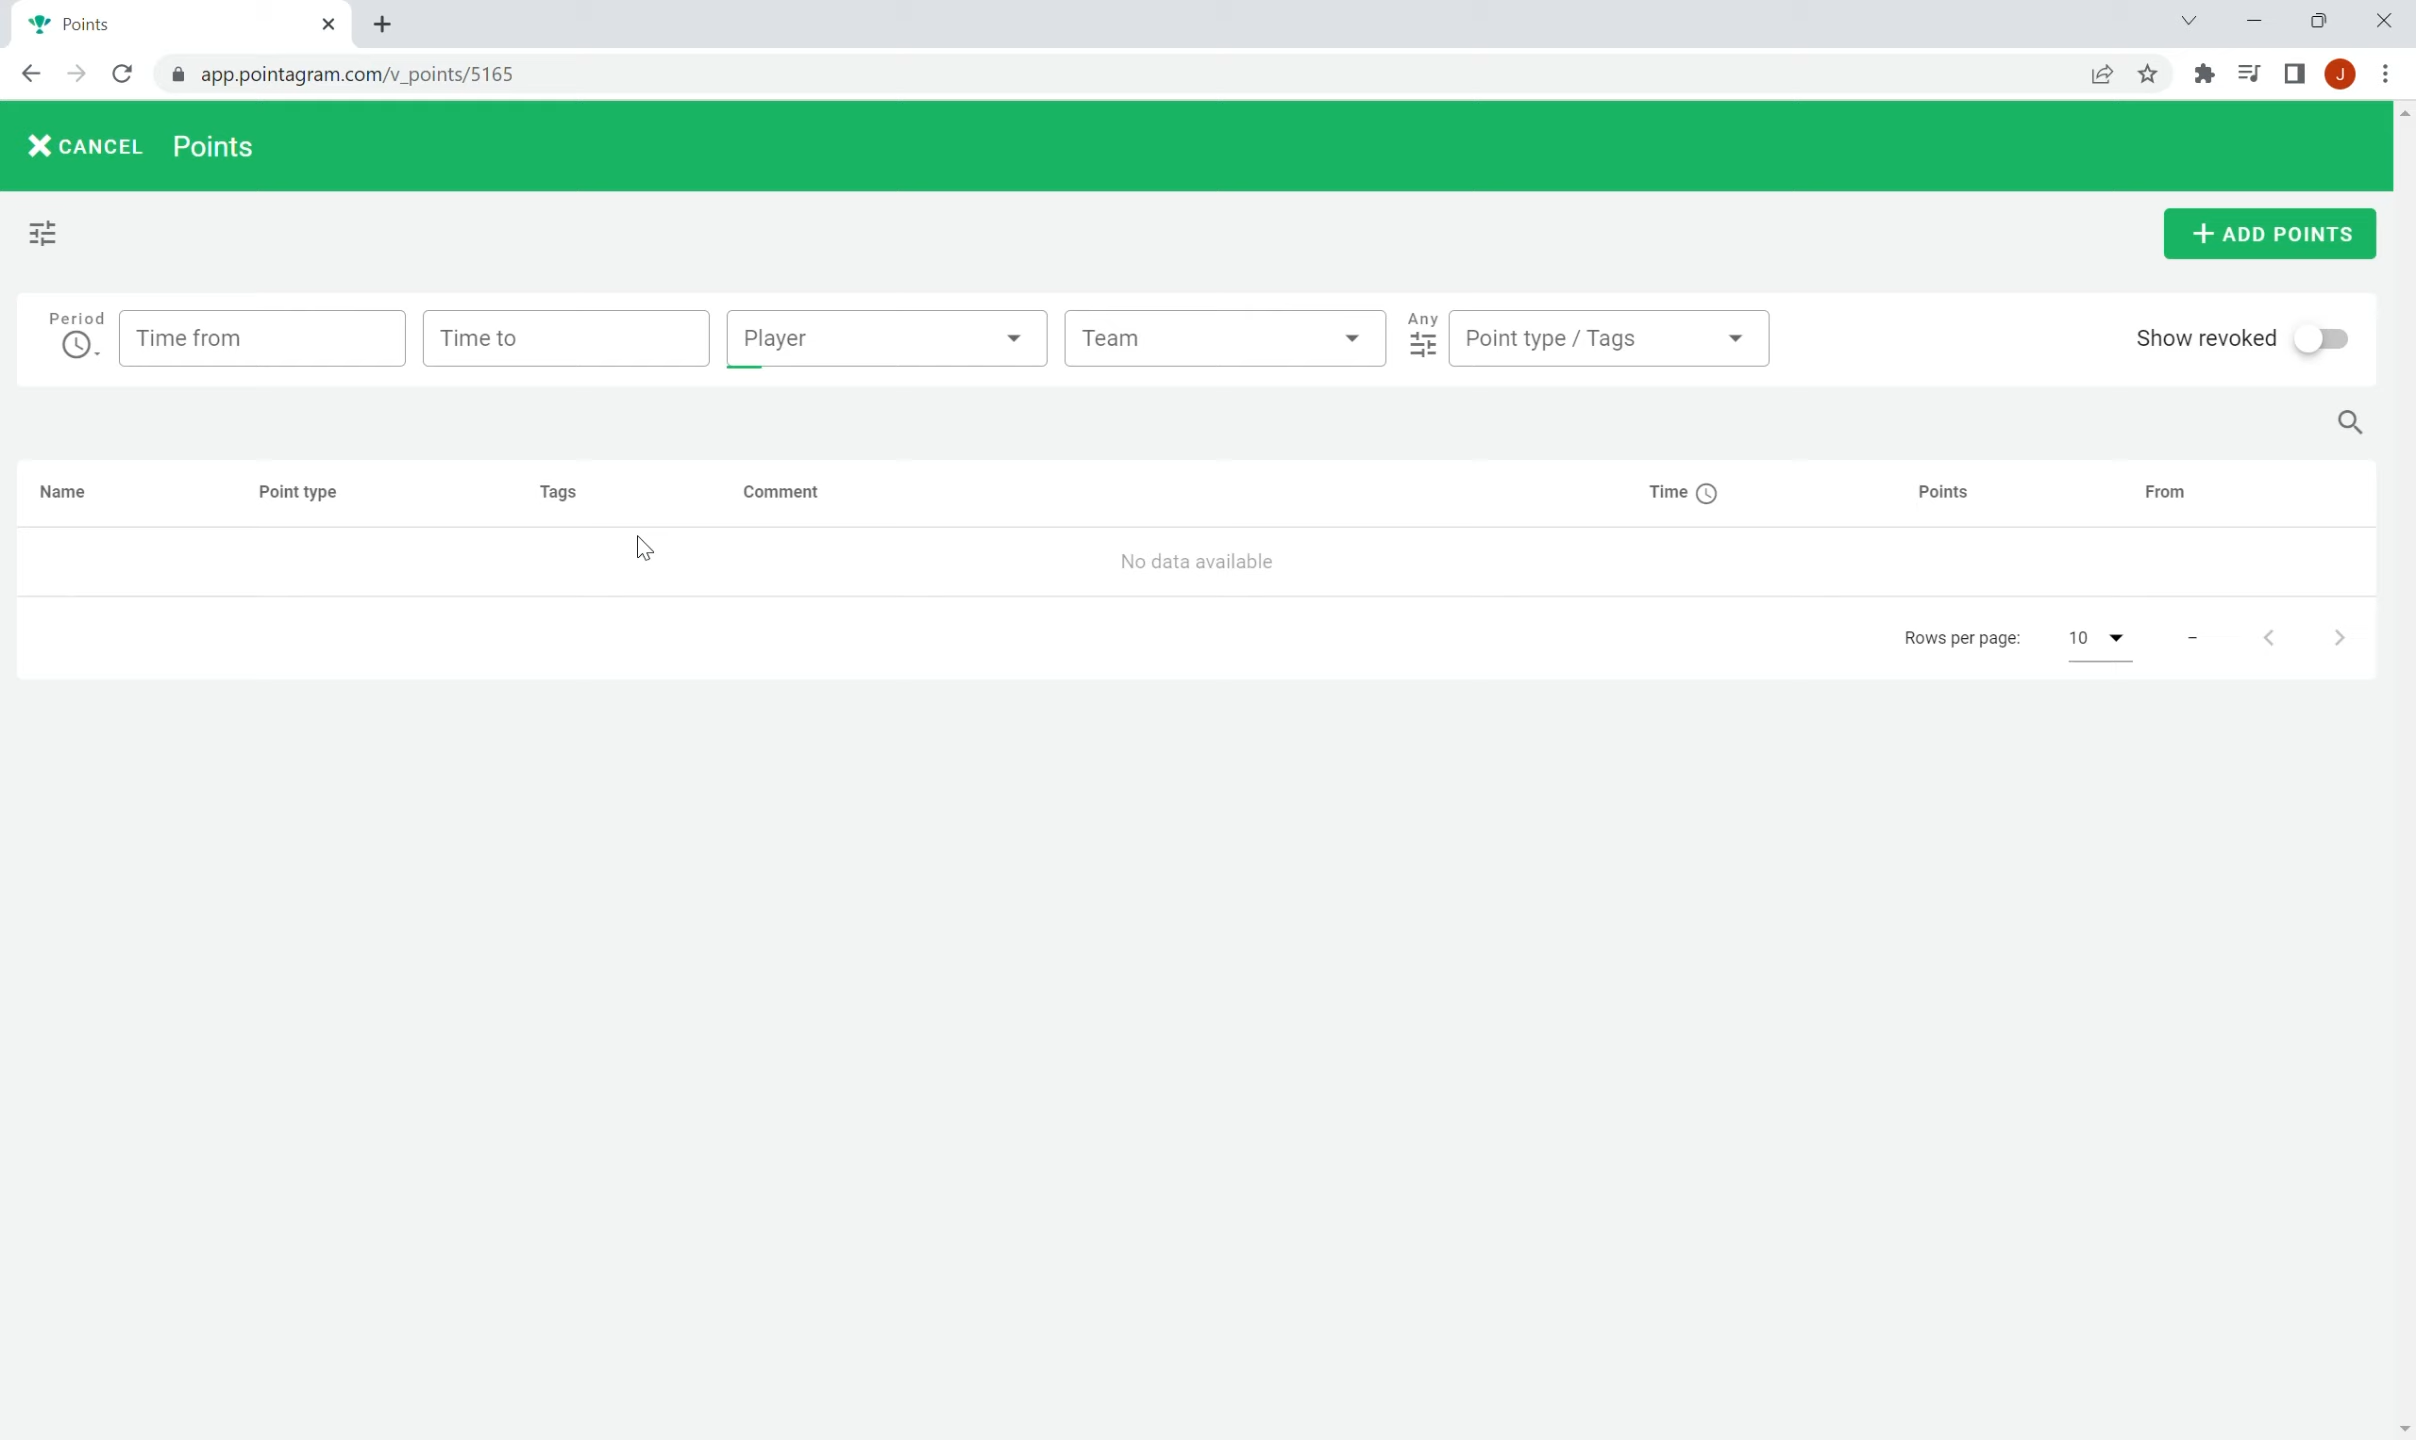 Points
app.pointagram.com/v_points/5165
J
CANCEL Points
ADD POINTS
Period
Time from
Time to
Player
Team
Any
Point type / Tags
Show revoked
Name Point type Tags Comment Time Points From
No data available
Rows per page: 10 –